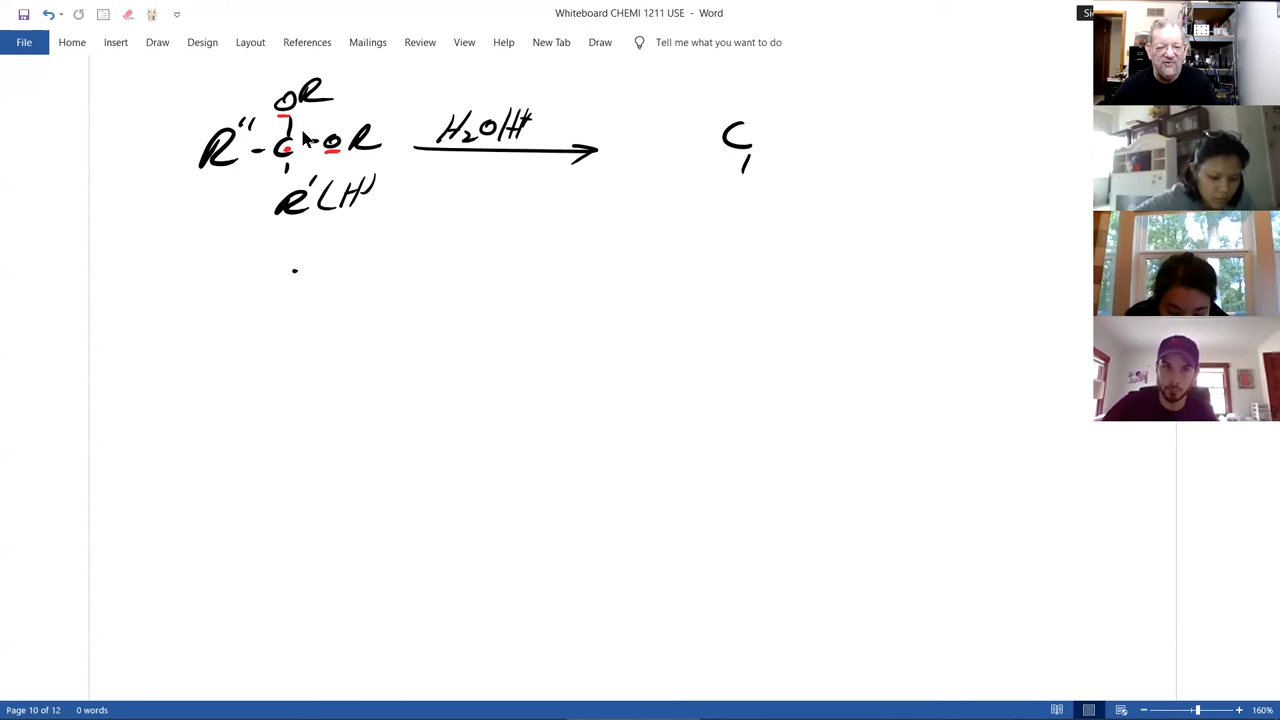 Whiteboard CHEMI 1211 USE - Word
File Home Insert Draw Design Layout References Mailings Review View Help New Tab Draw Tell me what you want to do
OR
R" - C - OR
R'(H)
H2O/H+
C
Page 10 of 12 0 words
160%